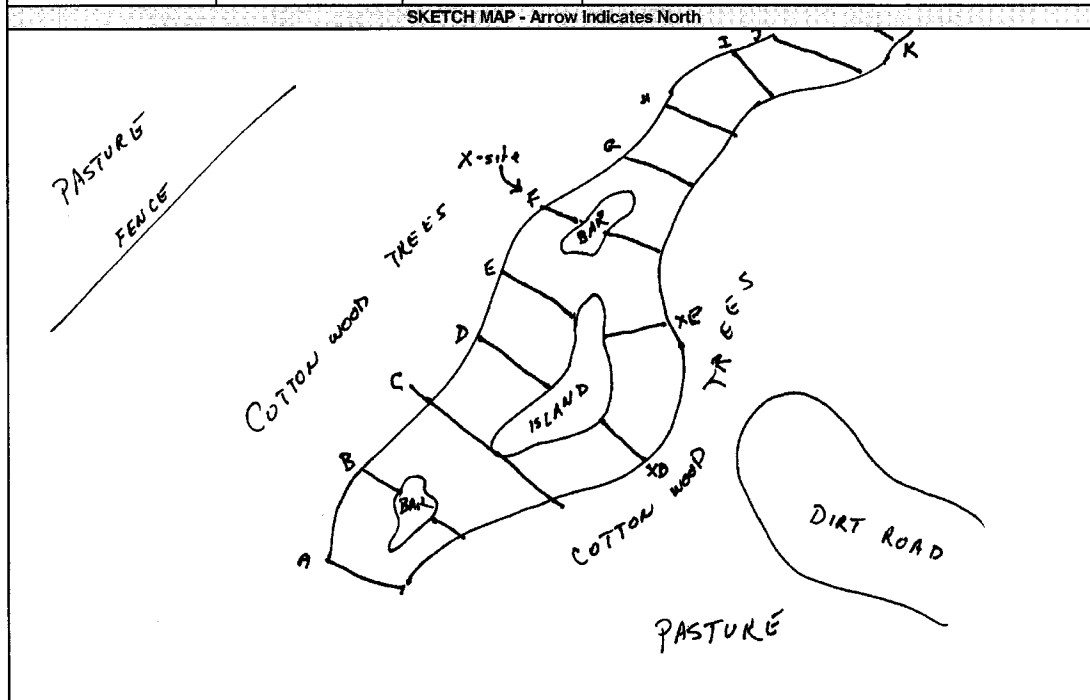 SKETCH MAP - Arrow Indicates North
K
I J
H
G
X-site
F
PASTURE
FENCE
COTTON WOOD TREES
BAR
E
XE
D
C
ISLAND
B
XD
BAR
A
COTTON WOOD TREES
DIRT ROAD
PASTURE